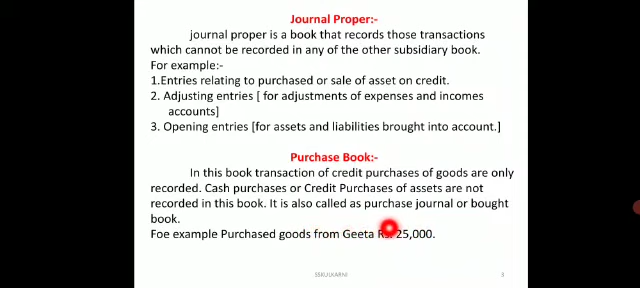 Journal Proper:-
journal proper is a book that records those transactions
which cannot be recorded in any of the other subsidiary book.
For example:-
1.Entries relating to purchased or sale of asset on credit.
2. Adjusting entries [ for adjustments of expenses and incomes
accounts]
3. Opening entries [for assets and liabilities brought into account.]
Purchase Book:-
In this book transaction of credit purchases of goods are only
recorded. Cash purchases or Credit Purchases of assets are not
recorded in this book. It is also called as purchase journal or bought
book.
Foe example Purchased goods from Geeta Rs. 25,000.
SSKULKARNI
3